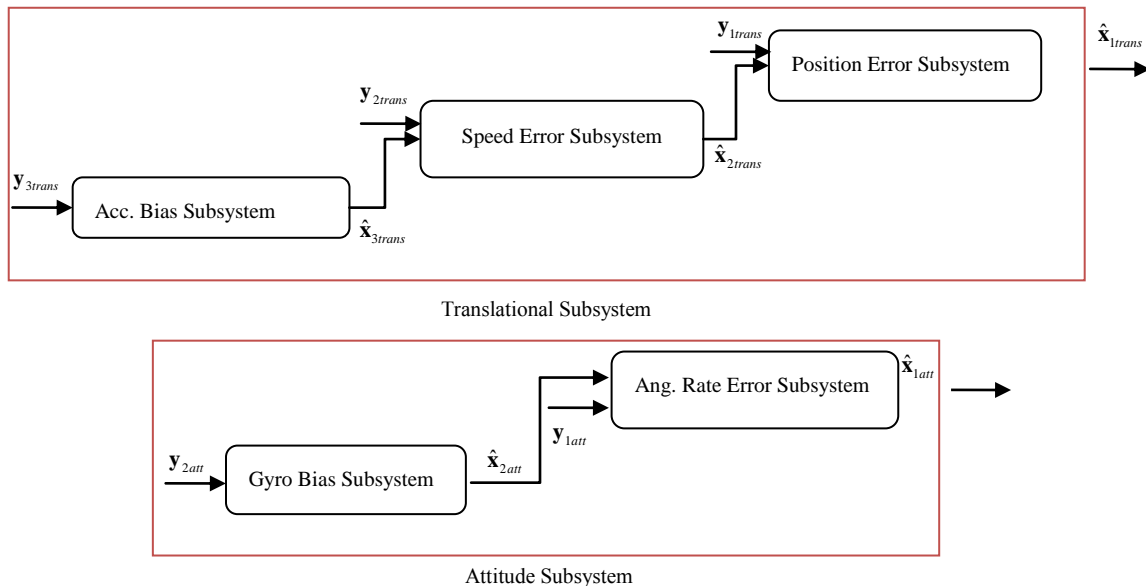 y1trans
x̂1trans
Position Error Subsystem
y2trans
Speed Error Subsystem
x̂2trans
y3trans
Acc. Bias Subsystem
x̂3trans
Translational Subsystem
x̂1att
Ang. Rate Error Subsystem
y1att
y2att
x̂2att
Gyro Bias Subsystem
Attitude Subsystem